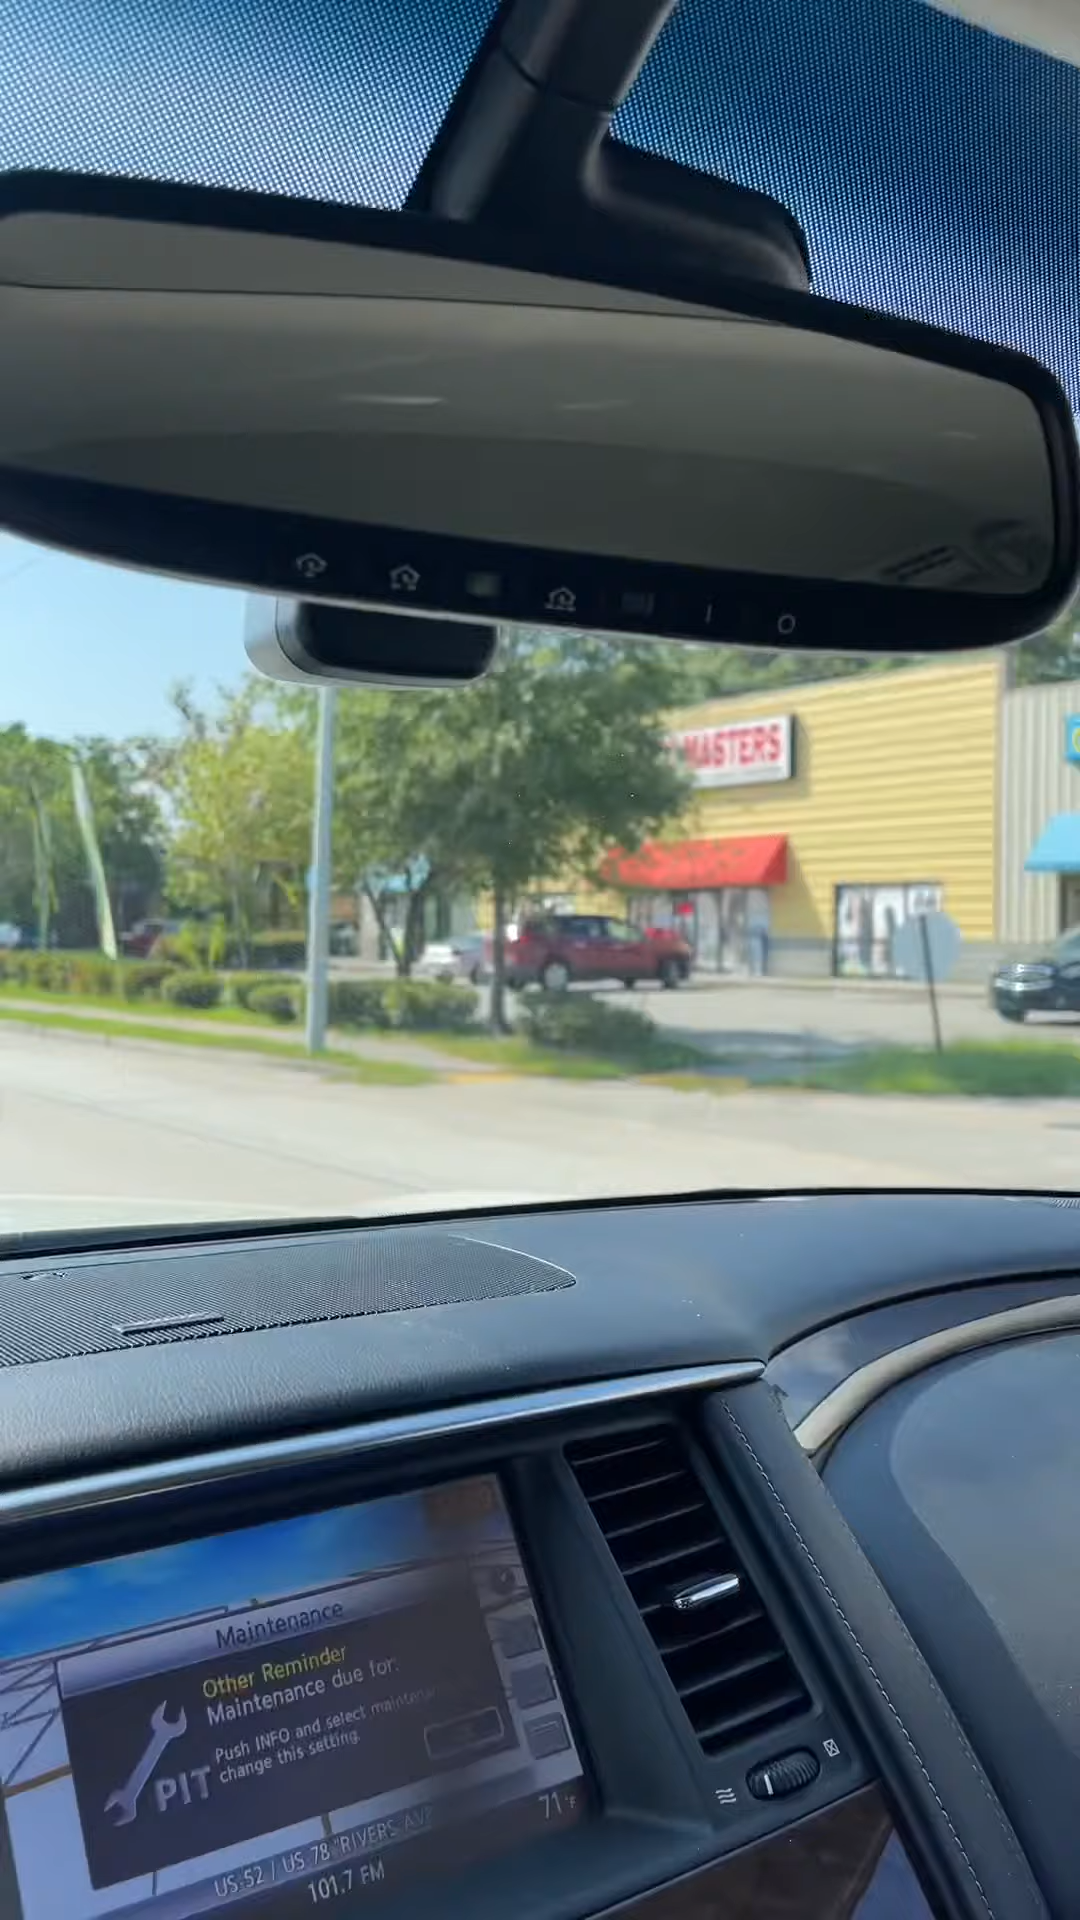 MASTERS
Maintenance
Other Reminder
Maintenance due for:
Push INFO and select
change this setting.
PIT
71°F
US-52 / US-78 "RIVERS AVE
101.7 FM